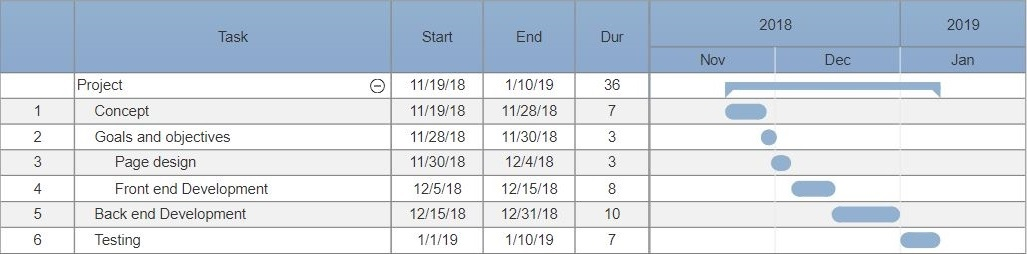 Task Start End Dur 2018 2019
Nov Dec Jan
Project 11/19/18 1/10/19 36
1 Concept 11/19/18 11/28/18 7
2 Goals and objectives 11/28/18 11/30/18 3
3 Page design 11/30/18 12/4/18 3
4 Front end Development 12/5/18 12/15/18 8
5 Back end Development 12/15/18 12/31/18 10
6 Testing 1/1/19 1/10/19 7